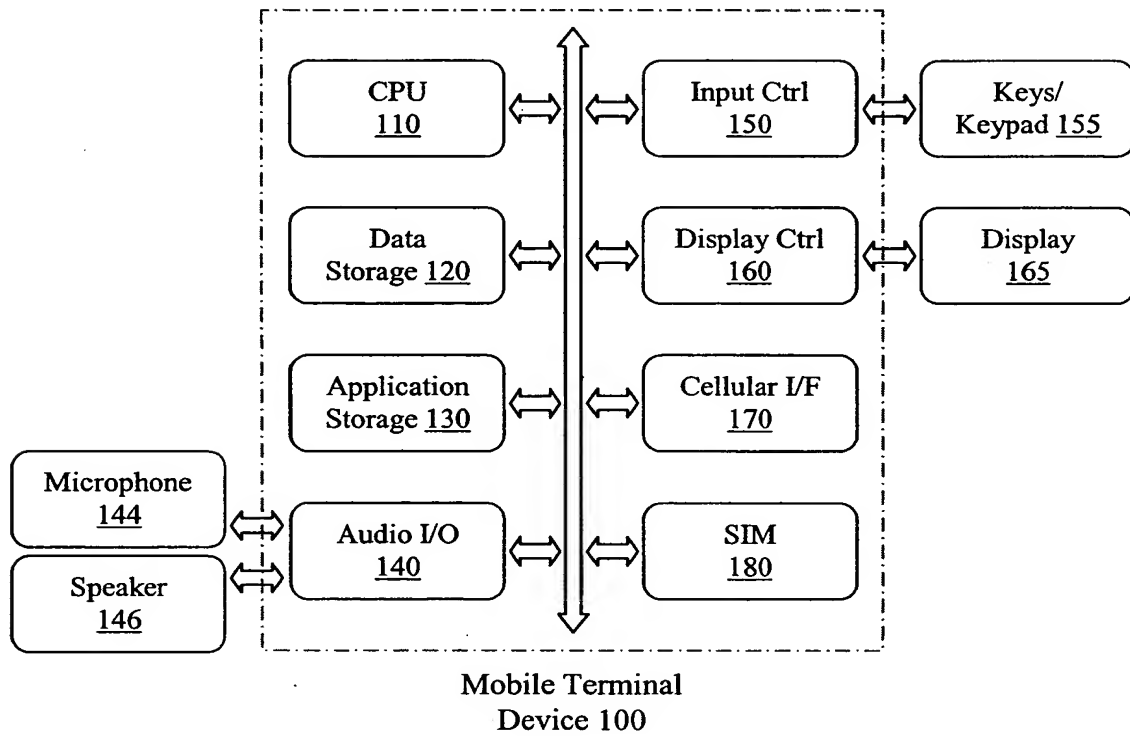 CPU
110
Input Ctrl
150
Keys/
Keypad 155
Data
Storage 120
Display Ctrl
160
Display
165
Application
Storage 130
Cellular I/F
170
Microphone
144
Audio I/O
140
SIM
180
Speaker
146
Mobile Terminal
Device 100